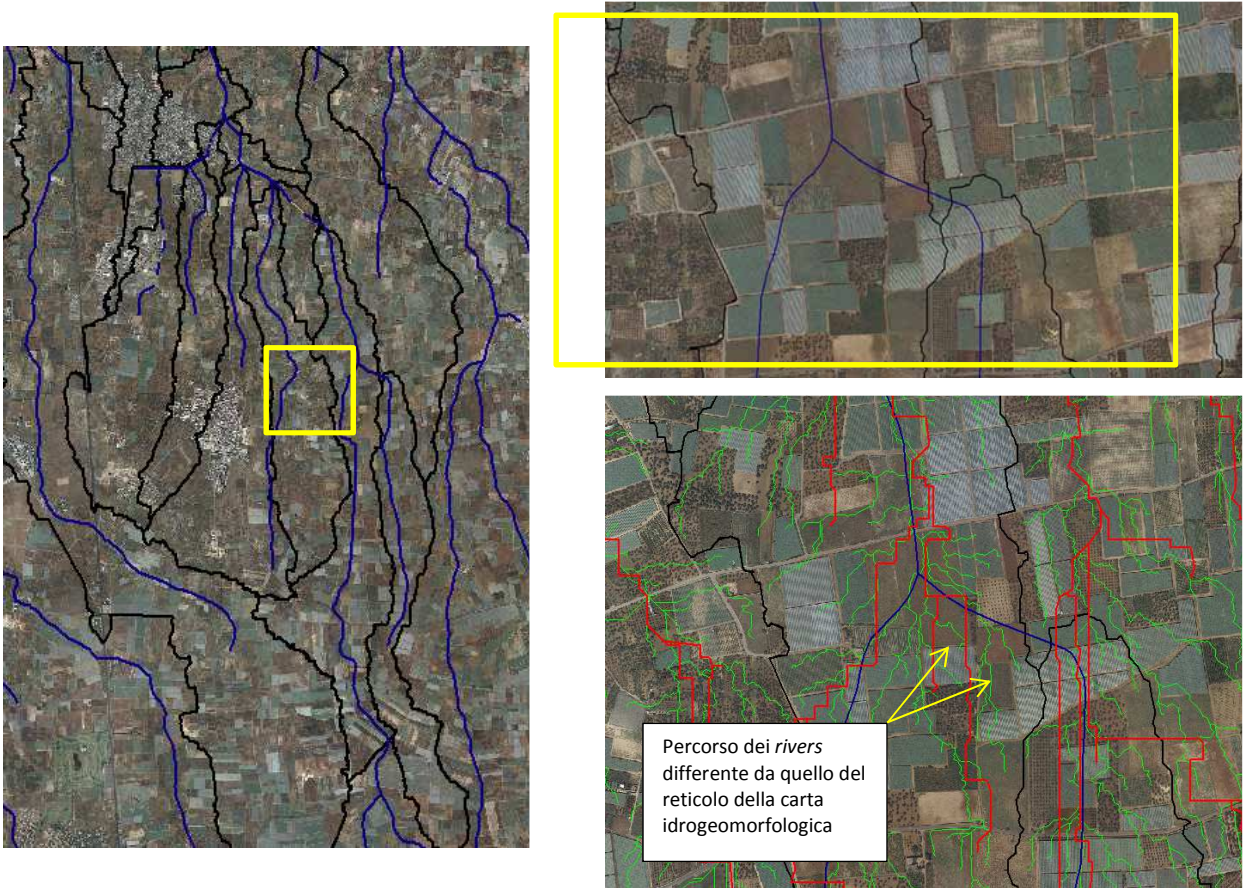 Percorso dei rivers
differente da quello del
reticolo della carta
idrogeomorfologica